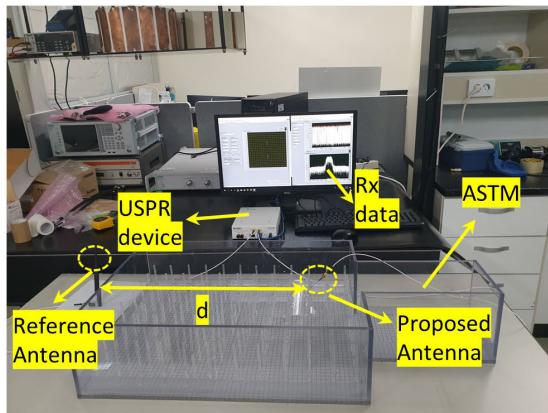 USPR
device
Rx
data
ASTM
d
Reference
Antenna
Proposed
Antenna